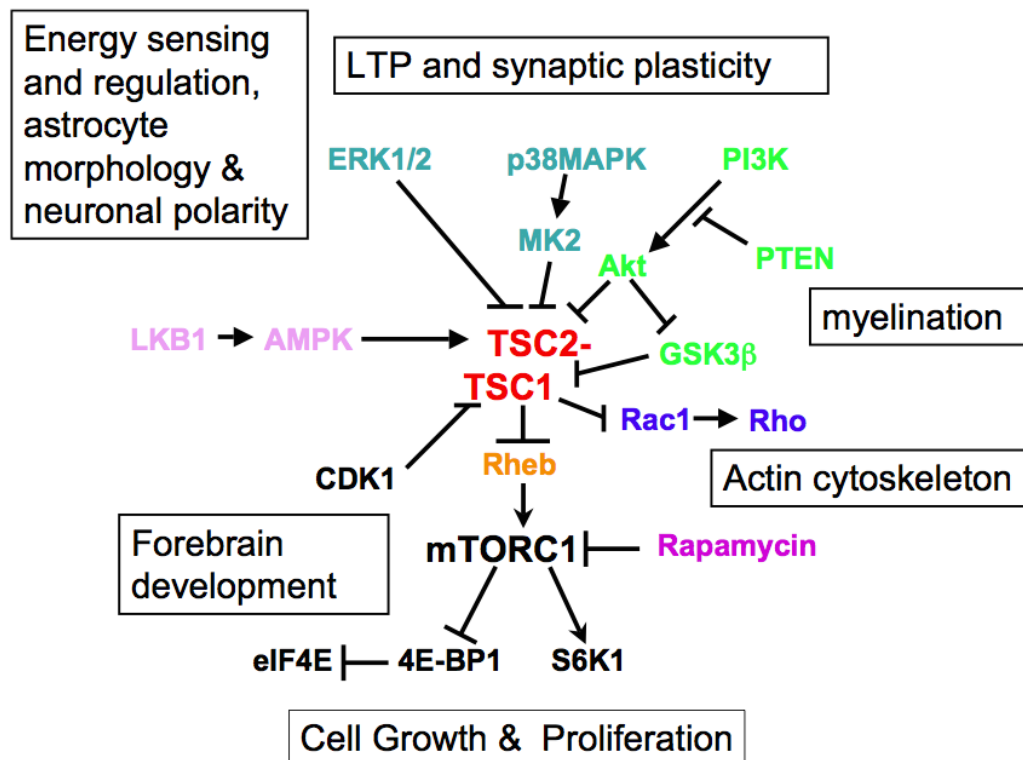 Energy sensing
and regulation,
astrocyte
morphology &
neuronal polarity
LTP and synaptic plasticity
ERK1/2
p38MAPK
PI3K
MK2
Akt
PTEN
myelination
LKB1
AMPK
TSC2-
TSC1
GSK3β
Rac1
Rho
CDK1
Rheb
Actin cytoskeleton
Forebrain
development
mTORC1
Rapamycin
eIF4E
4E-BP1
S6K1
Cell Growth & Proliferation